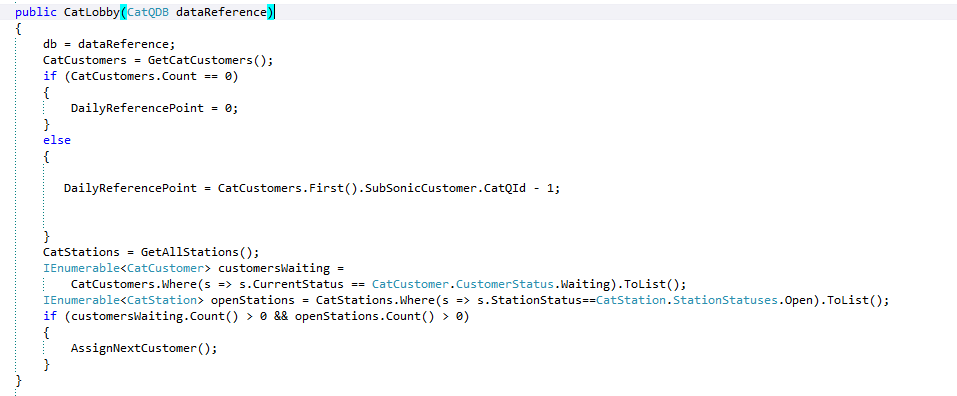 public CatLobby(CatQDB dataReference)
{
    db = dataReference;
    CatCustomers = GetCatCustomers();
    if (CatCustomers.Count == 0)
    {
        DailyReferencePoint = 0;
    }
    else
    {
       DailyReferencePoint = CatCustomers.First().SubSonicCustomer.CatQId - 1;
    }
    CatStations = GetAllStations();
    IEnumerable<CatCustomer> customersWaiting =
        CatCustomers.Where(s => s.CurrentStatus == CatCustomer.CustomerStatus.Waiting).ToList();
    IEnumerable<CatStation> openStations = CatStations.Where(s => s.StationStatus==CatStation.StationStatuses.Open).ToList();
    if (customersWaiting.Count() > 0 && openStations.Count() > 0)
    {
        AssignNextCustomer();
    }
}